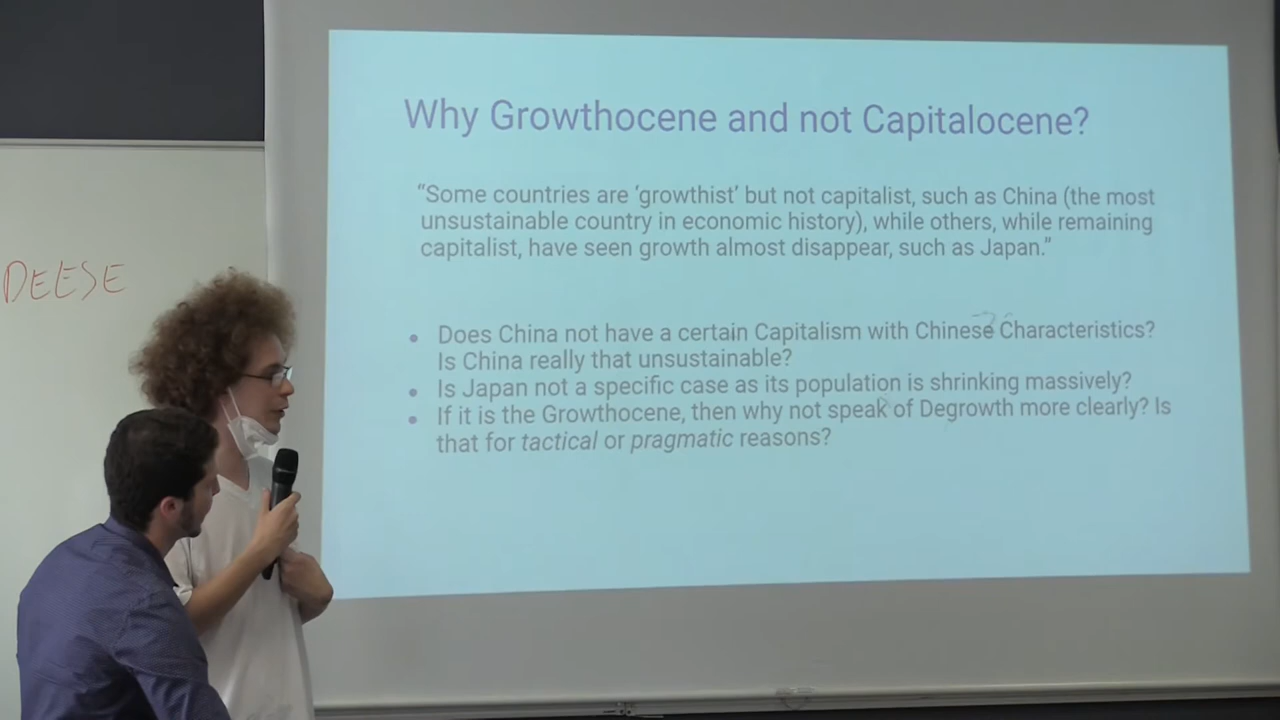 Why Growthocene and not Capitalocene?
“Some countries are ‘growthist’ but not capitalist, such as China (the most
unsustainable country in economic history), while others, while remaining
capitalist, have seen growth almost disappear, such as Japan.”
• Does China not have a certain Capitalism with Chinese Characteristics?
Is China really that unsustainable?
• Is Japan not a specific case as its population is shrinking massively?
• If it is the Growthocene, then why not speak of Degrowth more clearly? Is
that for tactical or pragmatic reasons?
DEESE